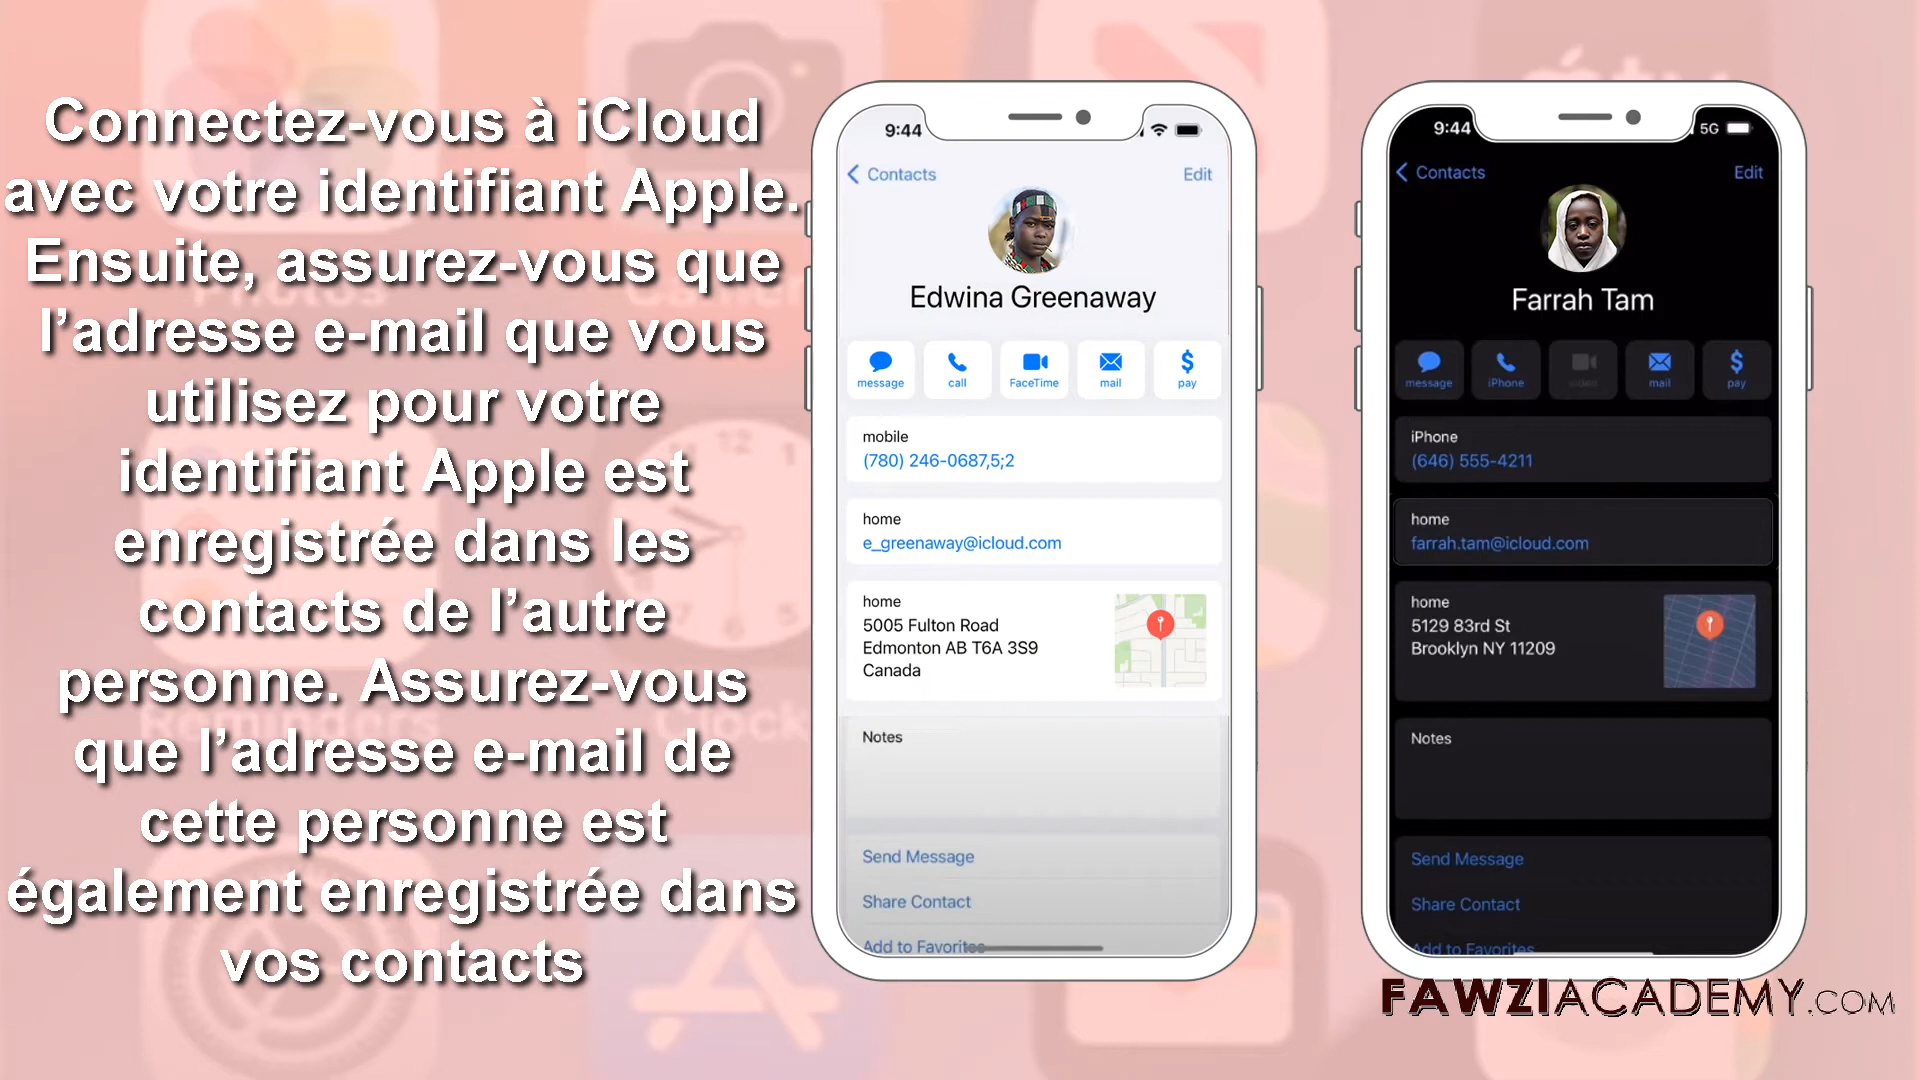 Connectez-vous à iCloud
avec votre identifiant Apple.
Ensuite, assurez-vous que
l’adresse e-mail que vous
utilisez pour votre
identifiant Apple est
enregistrée dans les
contacts de l’autre
personne. Assurez-vous
que l’adresse e-mail de
cette personne est
également enregistrée dans
vos contacts
9:44
Contacts
Edit
Edwina Greenaway
message
call
FaceTime
mail
pay
mobile
(780) 246-0687,5;2
home
e_greenaway@icloud.com
home
5005 Fulton Road
Edmonton AB T6A 3S9
Canada
Notes
Send Message
Share Contact
Add to Favorites
9:44
5G
Contacts
Edit
Farrah Tam
message
iPhone
video
mail
pay
iPhone
(646) 555-4211
home
farrah.tam@icloud.com
home
5129 83rd St
Brooklyn NY 11209
Notes
Send Message
Share Contact
Add to Favorites
FAWZIACADEMY.COM
Reminders
Clock